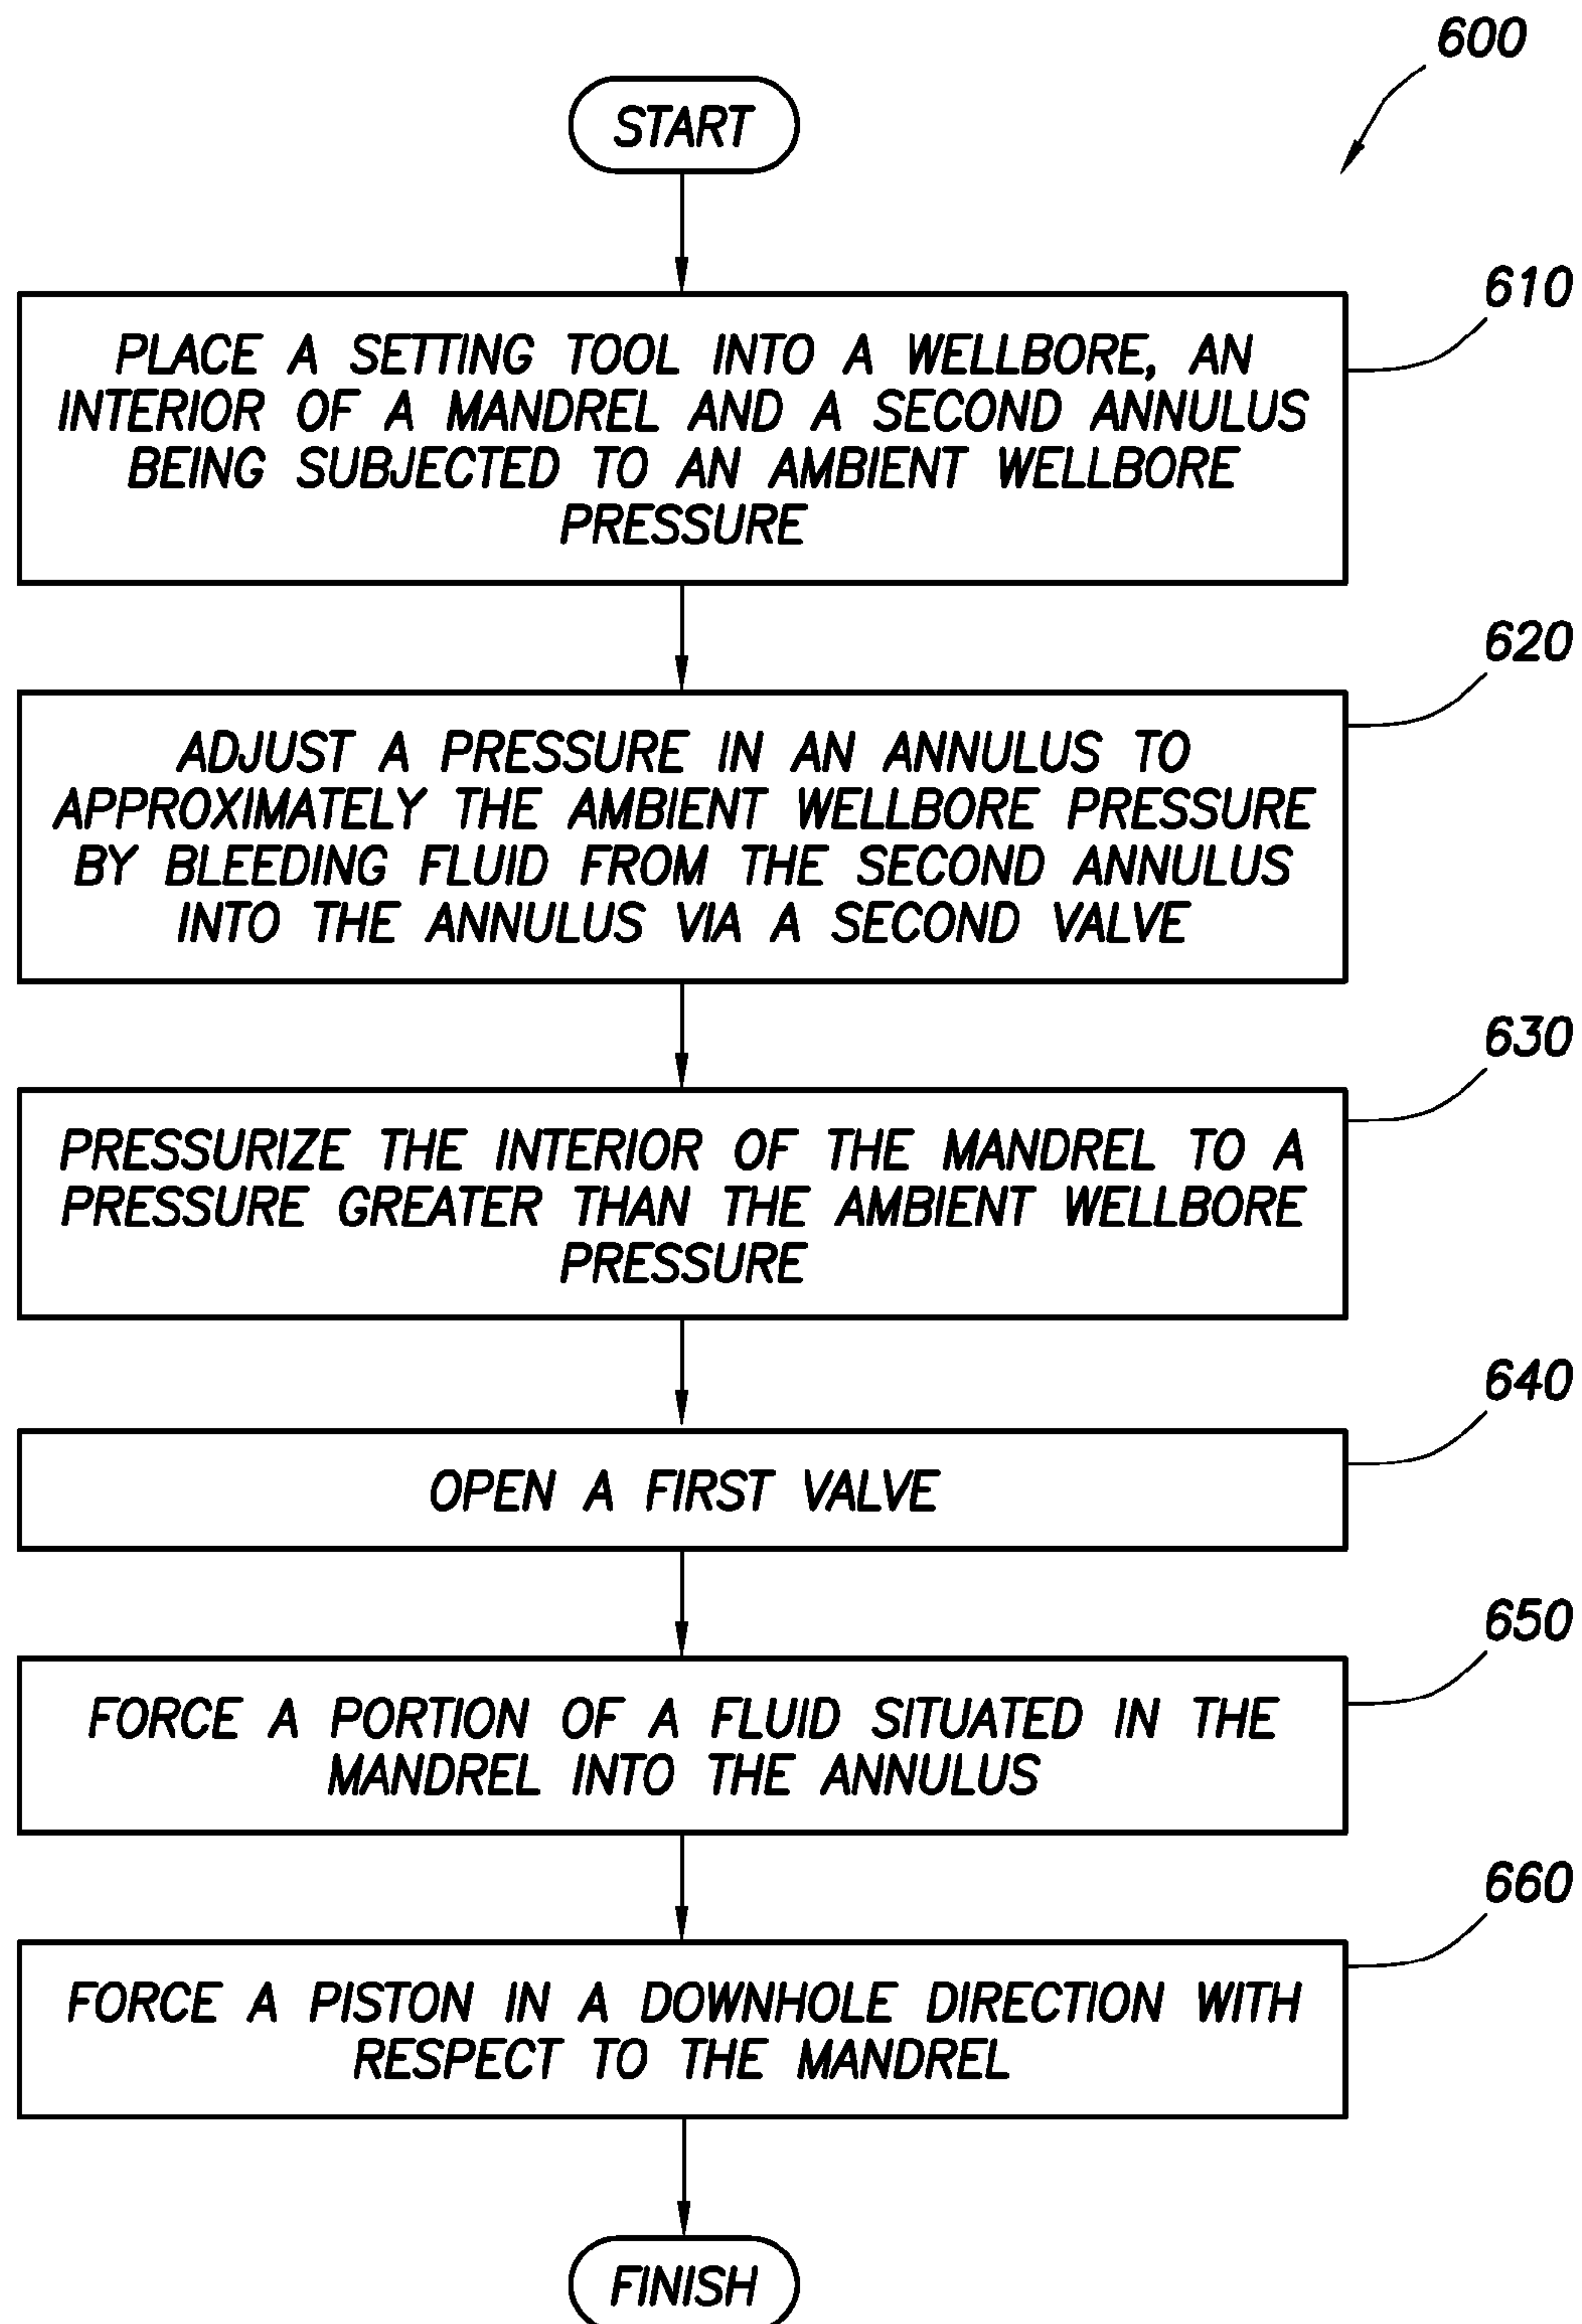 600
START
610
PLACE A SETTING TOOL INTO A WELLBORE, AN
INTERIOR OF A MANDREL AND A SECOND ANNULUS
BEING SUBJECTED TO AN AMBIENT WELLBORE
PRESSURE
620
ADJUST A PRESSURE IN AN ANNULUS TO
APPROXIMATELY THE AMBIENT WELLBORE PRESSURE
BY BLEEDING FLUID FROM THE SECOND ANNULUS
INTO THE ANNULUS VIA A SECOND VALVE
630
PRESSURIZE THE INTERIOR OF THE MANDREL TO A
PRESSURE GREATER THAN THE AMBIENT WELLBORE
PRESSURE
640
OPEN A FIRST VALVE
650
FORCE A PORTION OF A FLUID SITUATED IN THE
MANDREL INTO THE ANNULUS
660
FORCE A PISTON IN A DOWNHOLE DIRECTION WITH
RESPECT TO THE MANDREL
FINISH